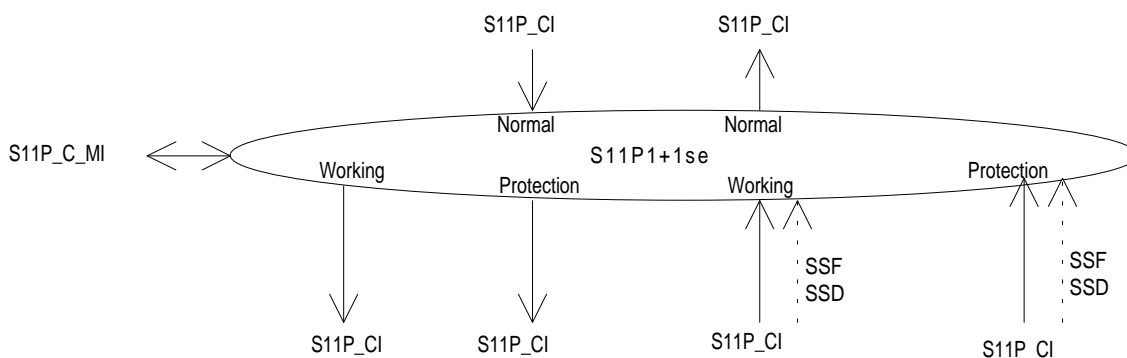 S11P_CI
S11P_CI
Normal
Normal
S11P_C_MI
S11P1+1se
Working
Protection
Working
Protection
SSF
SSD
SSF
SSD
S11P_CI
S11P_CI
S11P_CI
S11P_CI